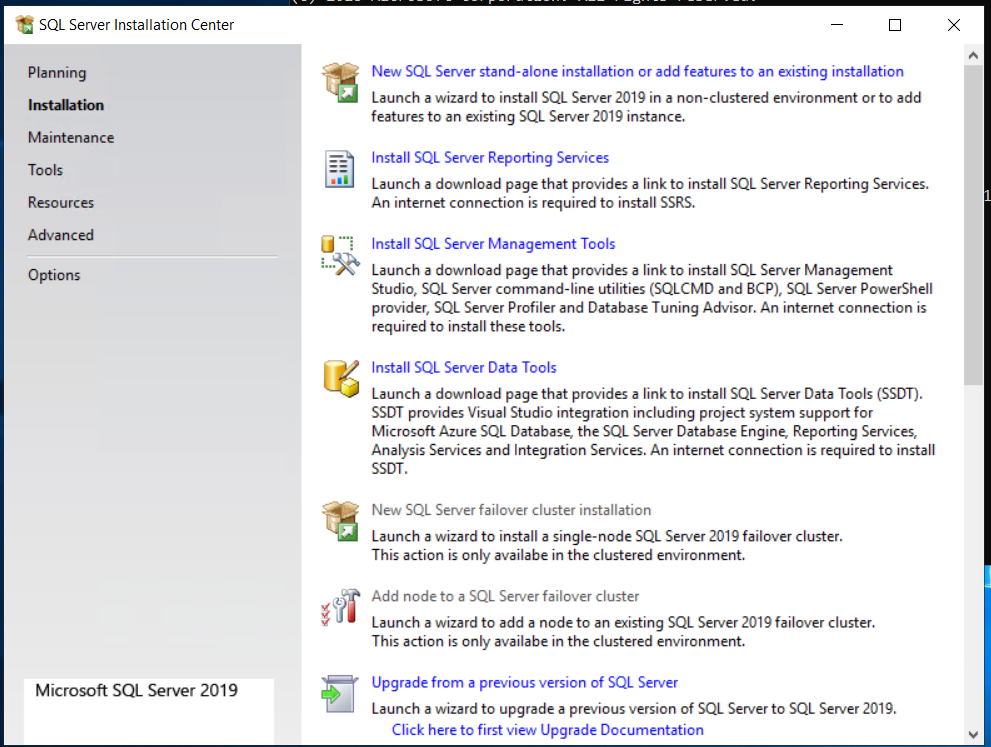 SQL Server Installation Center
Planning
Installation
Maintenance
Tools
Resources
Advanced
Options
Microsoft SQL Server 2019
New SQL Server stand-alone installation or add features to an existing installation
Launch a wizard to install SQL Server 2019 in a non-clustered environment or to add
features to an existing SQL Server 2019 instance.
Install SQL Server Reporting Services
Launch a download page that provides a link to install SQL Server Reporting Services.
An internet connection is required to install SSRS.
Install SQL Server Management Tools
Launch a download page that provides a link to install SQL Server Management
Studio, SQL Server command-line utilities (SQLCMD and BCP), SQL Server PowerShell
provider, SQL Server Profiler and Database Tuning Advisor. An internet connection is
required to install these tools.
Install SQL Server Data Tools
Launch a download page that provides a link to install SQL Server Data Tools (SSDT).
SSDT provides Visual Studio integration including project system support for
Microsoft Azure SQL Database, the SQL Server Database Engine, Reporting Services,
Analysis Services and Integration Services. An internet connection is required to install
SSDT.
New SQL Server failover cluster installation
Launch a wizard to install a single-node SQL Server 2019 failover cluster.
This action is only availabe in the clustered environment.
Add node to a SQL Server failover cluster
Launch a wizard to add a node to an existing SQL Server 2019 failover cluster.
This action is only availabe in the clustered environment.
Upgrade from a previous version of SQL Server
Launch a wizard to upgrade a previous version of SQL Server to SQL Server 2019.
Click here to first view Upgrade Documentation
1